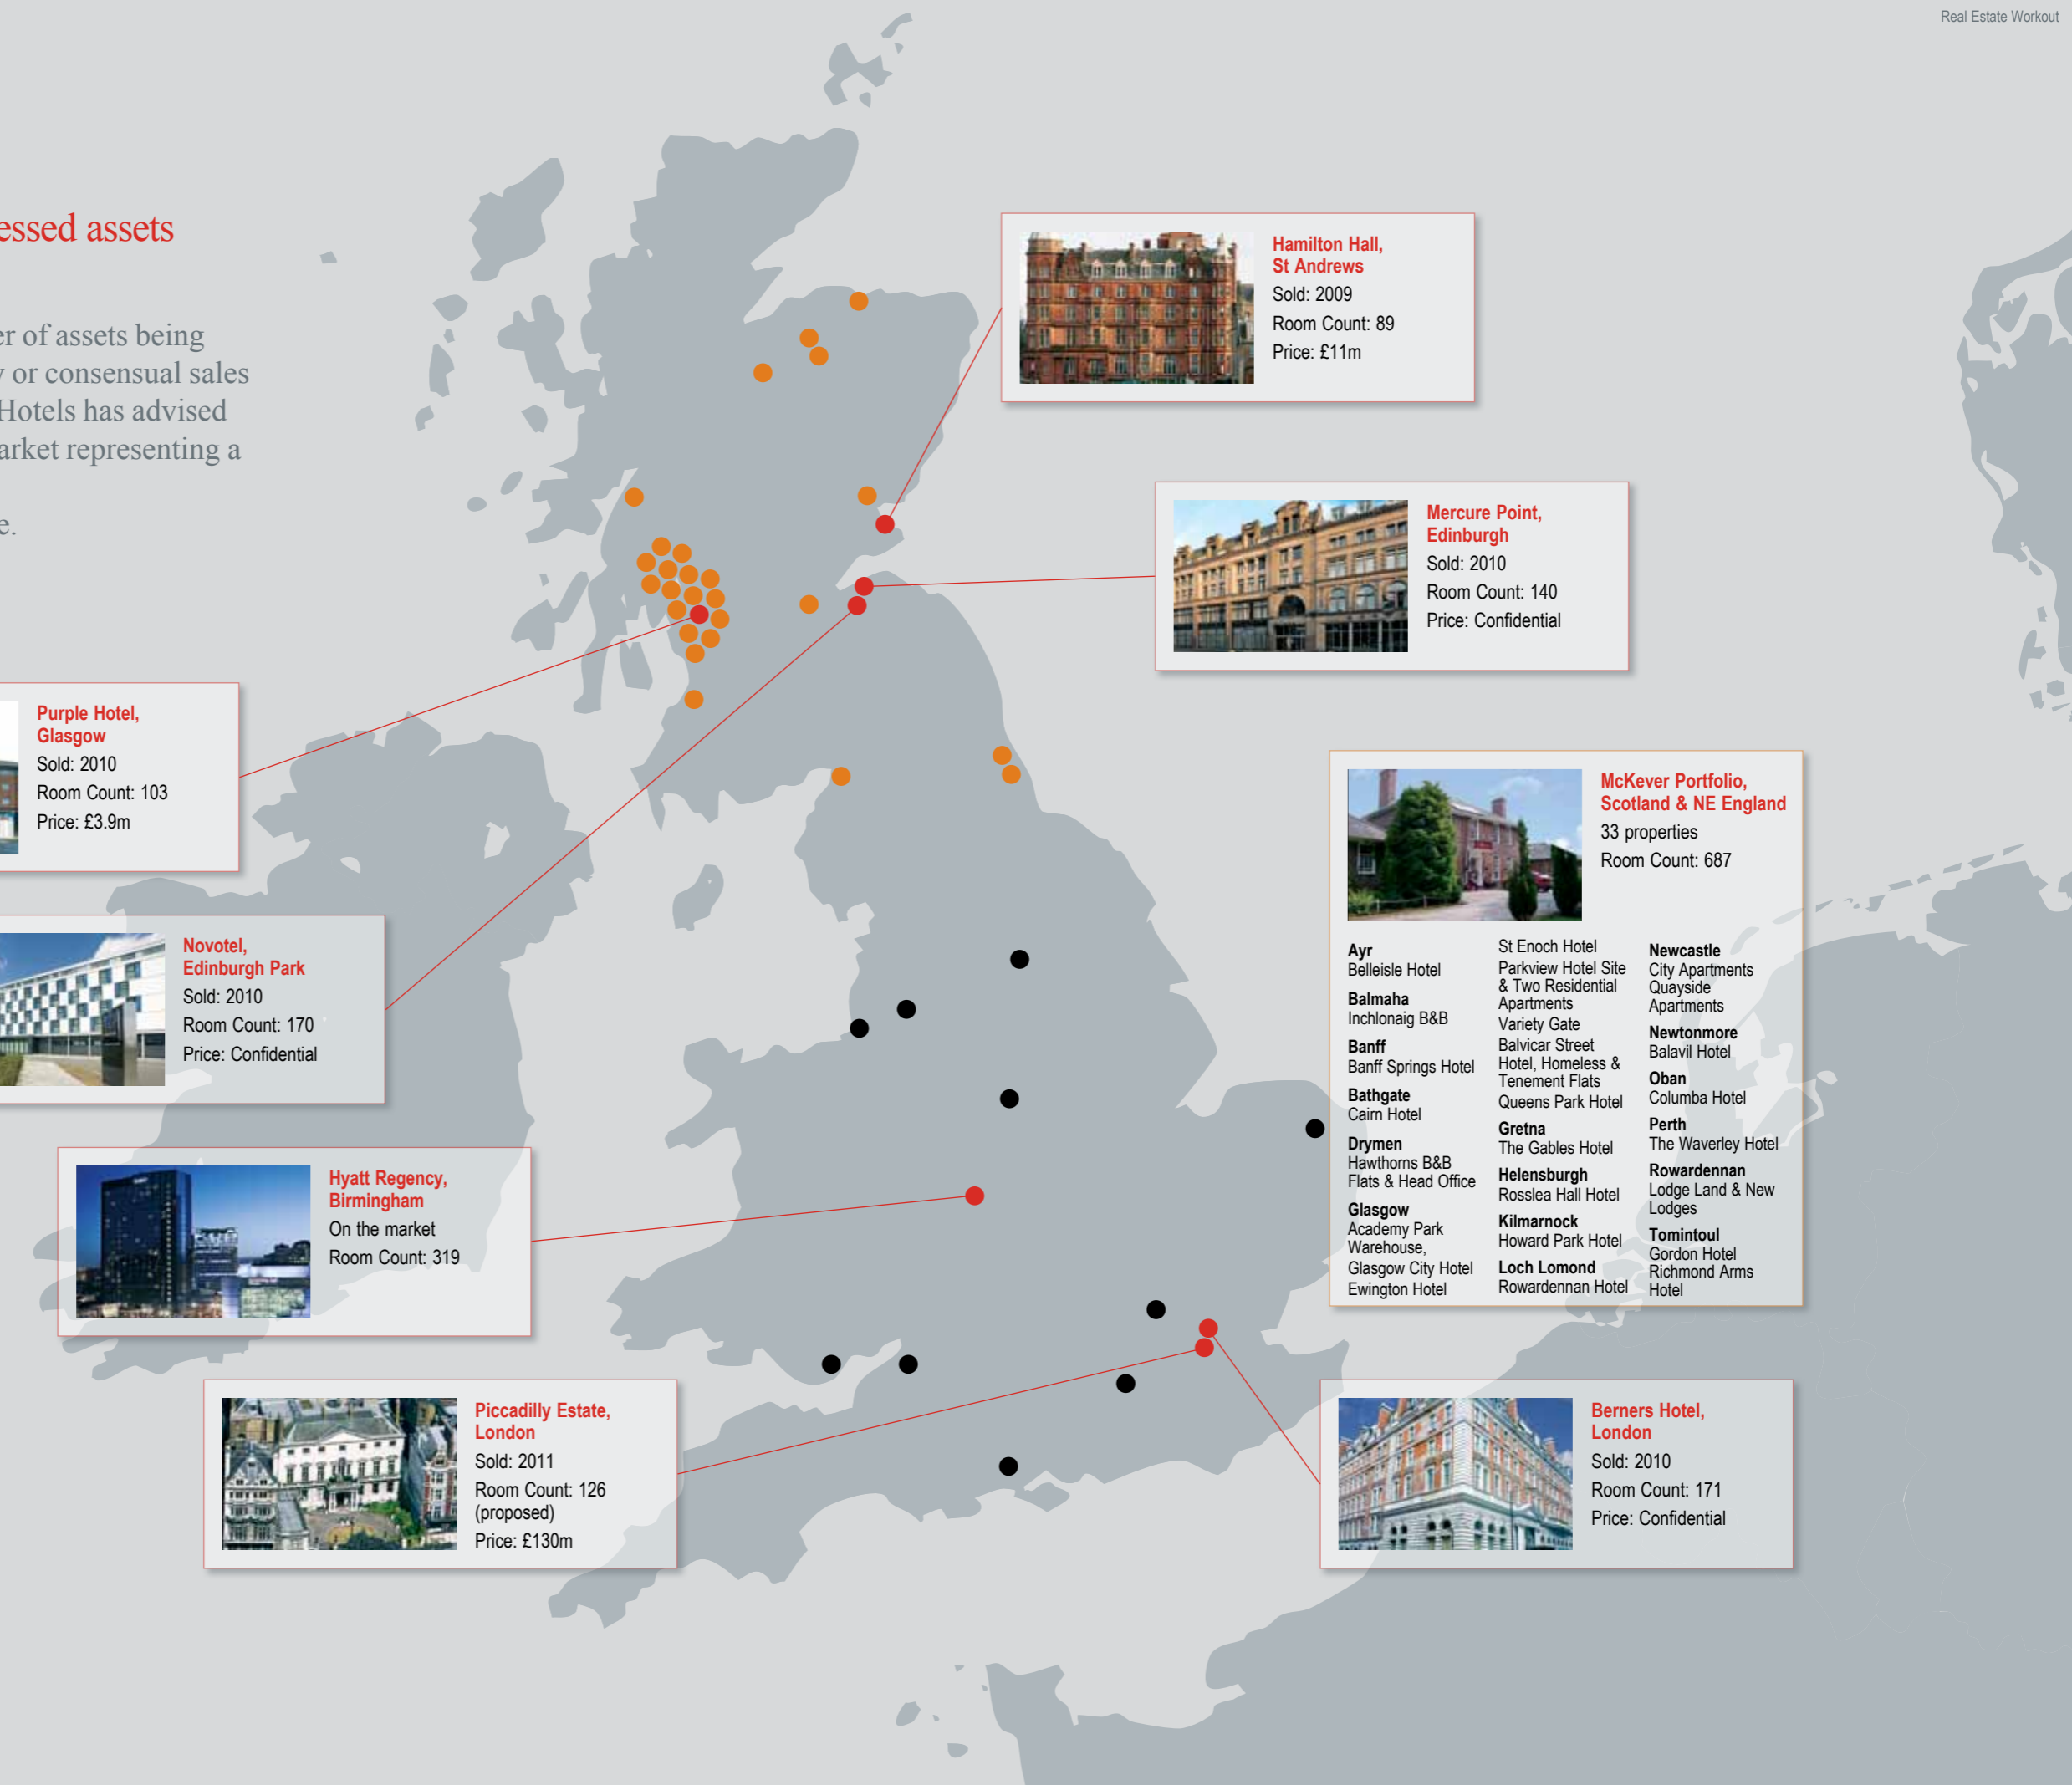 Real Estate Workout
essed assets
er of assets being
y or consensual sales
Hotels has advised
arket representing a
e.
Hamilton Hall,
St Andrews
Sold: 2009
Room Count: 89
Price: £11m
Mercure Point,
Edinburgh
Sold: 2010
Room Count: 140
Price: Confidential
Purple Hotel,
Glasgow
Sold: 2010
Room Count: 103
Price: £3.9m
Novotel,
Edinburgh Park
Sold: 2010
Room Count: 170
Price: Confidential
Hyatt Regency,
Birmingham
On the market
Room Count: 319
Piccadilly Estate,
London
Sold: 2011
Room Count: 126
(proposed)
Price: £130m
McKever Portfolio,
Scotland & NE England
33 properties
Room Count: 687
Ayr
Belleisle Hotel
Balmaha
Inchlonaig B&B
Banff
Banff Springs Hotel
Bathgate
Cairn Hotel
Drymen
Hawthorns B&B
Flats & Head Office
Glasgow
Academy Park
Warehouse,
Glasgow City Hotel
Ewington Hotel
St Enoch Hotel
Parkview Hotel Site
& Two Residential
Apartments
Variety Gate
Balvicar Street
Hotel, Homeless &
Tenement Flats
Queens Park Hotel
Gretna
The Gables Hotel
Helensburgh
Rosslea Hall Hotel
Kilmarnock
Howard Park Hotel
Loch Lomond
Rowardennan Hotel
Newcastle
City Apartments
Quayside
Apartments
Newtonmore
Balavil Hotel
Oban
Columba Hotel
Perth
The Waverley Hotel
Rowardennan
Lodge Land & New
Lodges
Tomintoul
Gordon Hotel
Richmond Arms
Hotel
Berners Hotel,
London
Sold: 2010
Room Count: 171
Price: Confidential